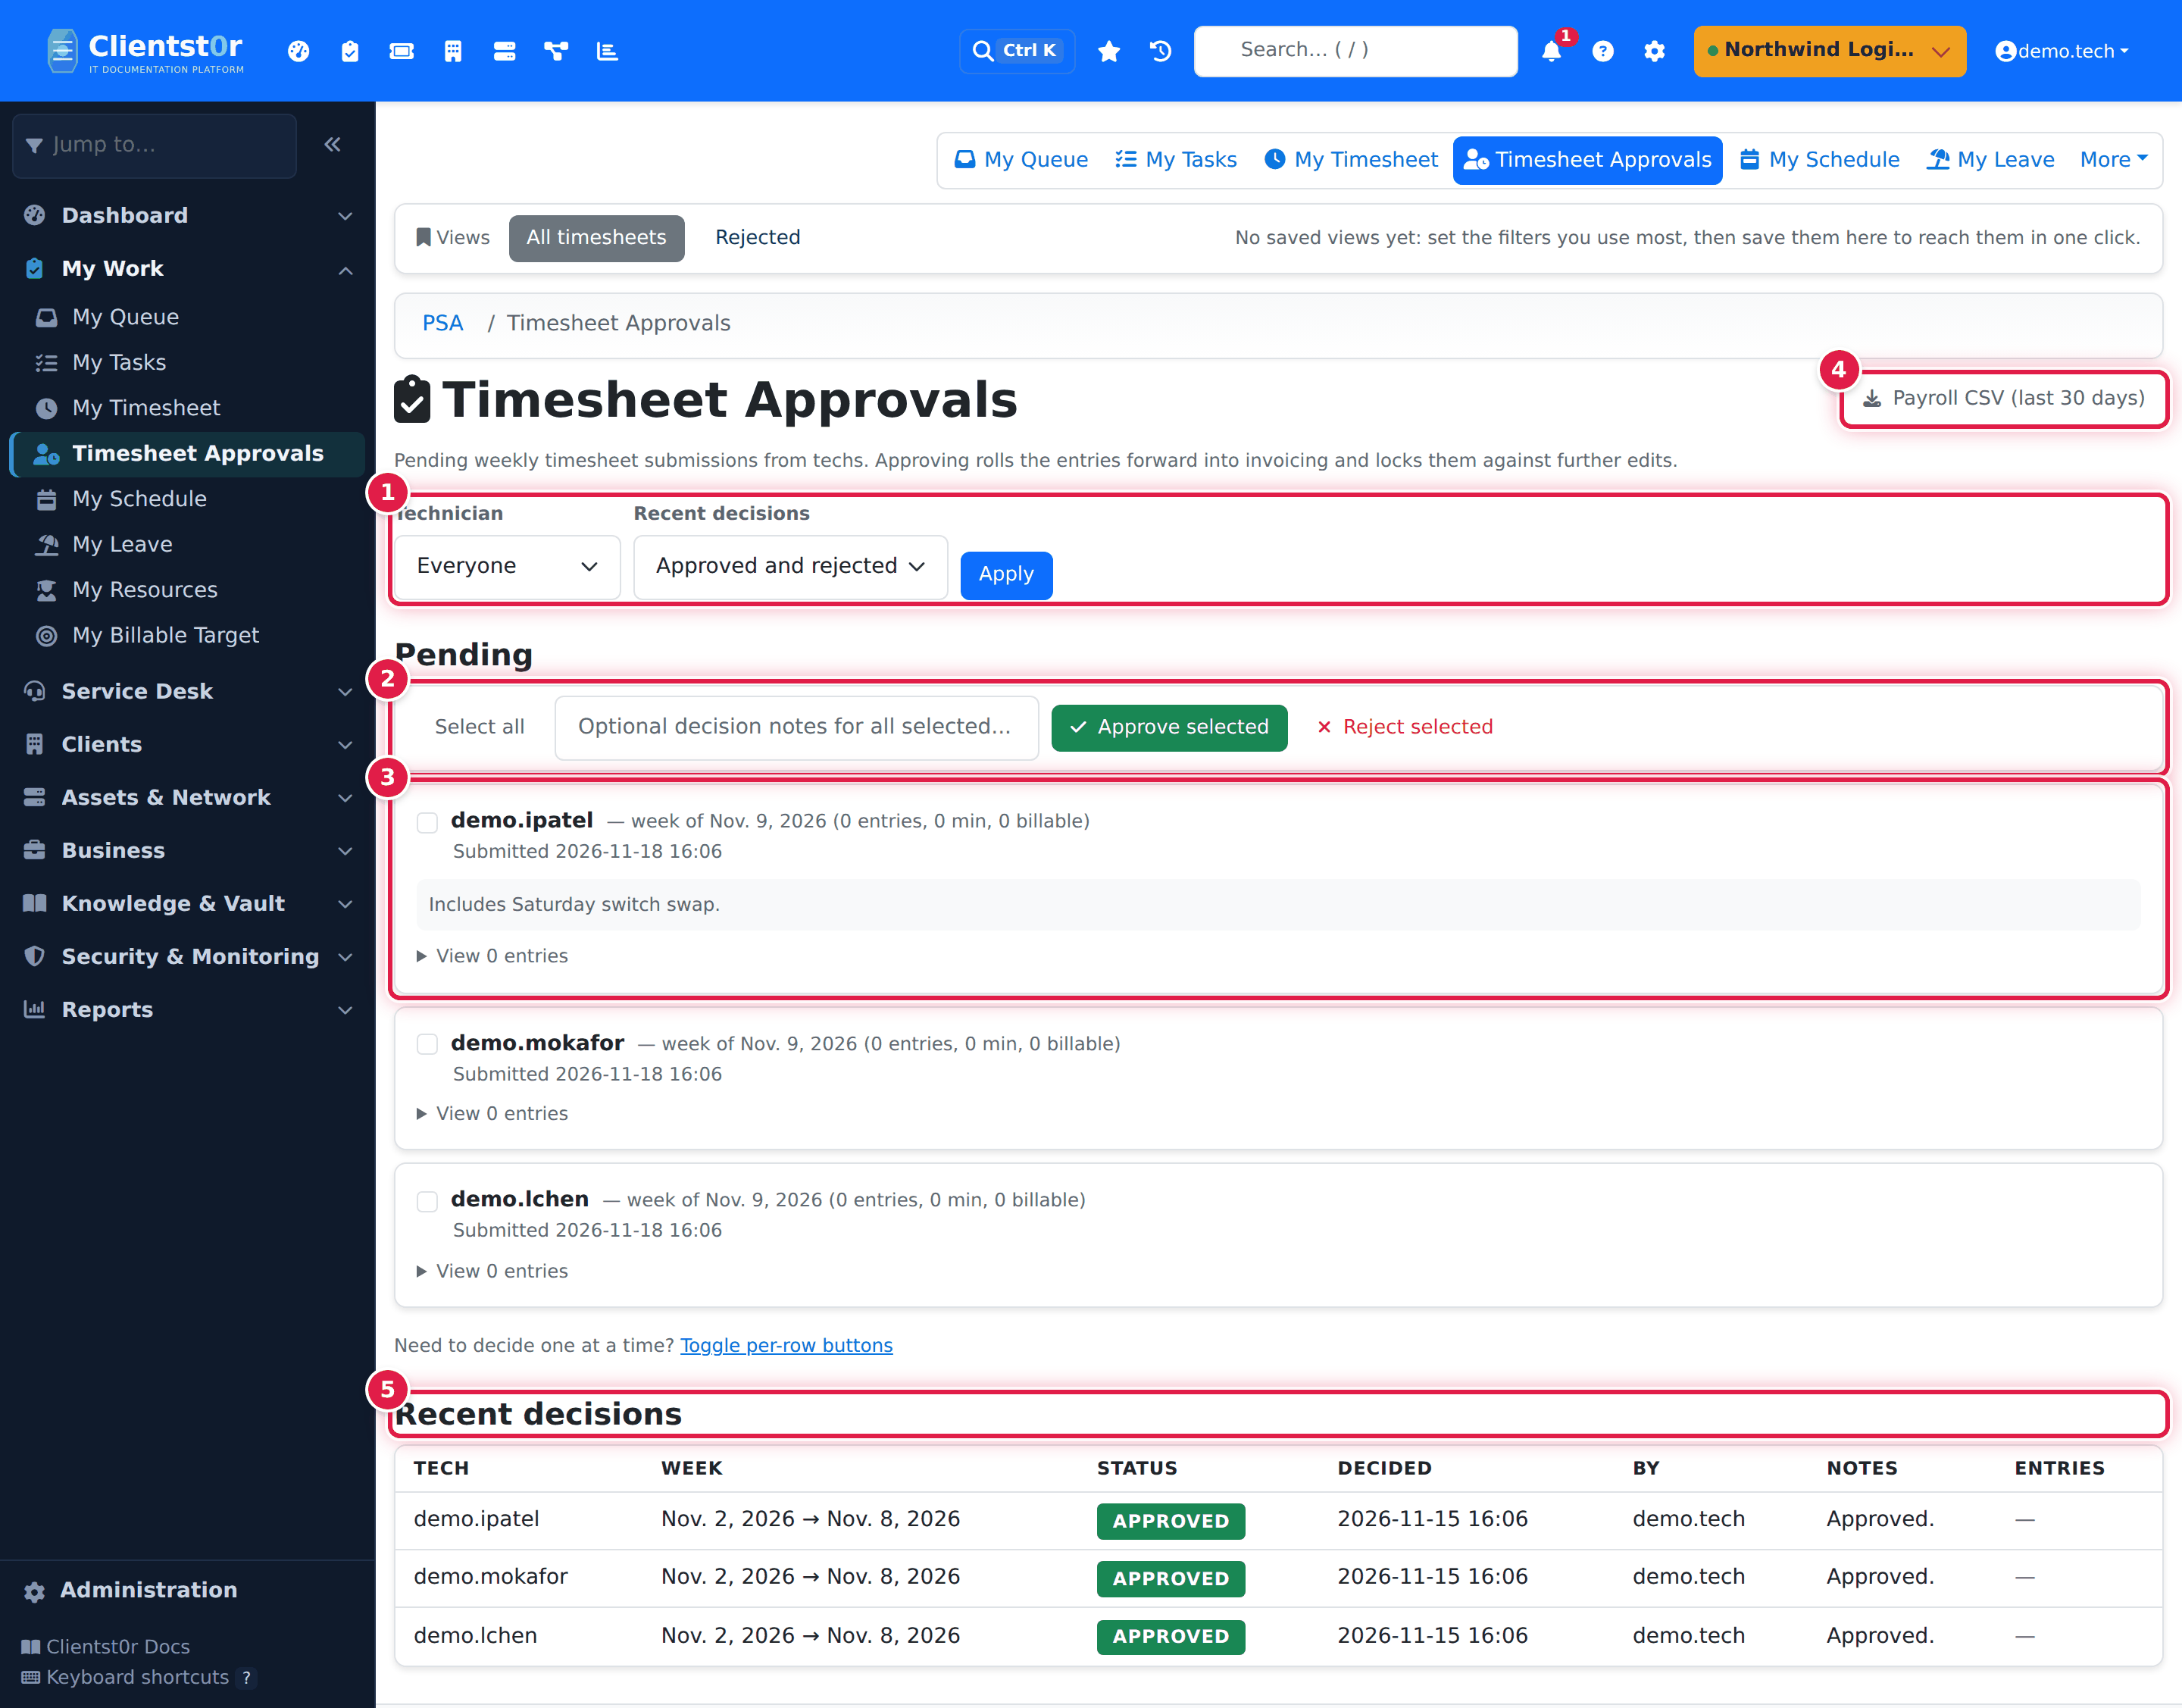 Clientst0r
IT DOCUMENTATION PLATFORM
Ctrl K
Search... ( / )
1
?
Northwind Logi...
demo.tech
Jump to...
Dashboard
My Work
My Queue
My Tasks
My Timesheet
Timesheet Approvals
My Schedule
My Leave
My Resources
My Billable Target
Service Desk
Clients
Assets & Network
Business
Knowledge & Vault
Security & Monitoring
Reports
Administration
Clientst0r Docs
Keyboard shortcuts ?
My Queue My Tasks My Timesheet Timesheet Approvals My Schedule My Leave More
Views All timesheets Rejected No saved views yet: set the filters you use most, then save them here to reach them in one click.
PSA / Timesheet Approvals
4
Timesheet Approvals
Payroll CSV (last 30 days)
Pending weekly timesheet submissions from techs. Approving rolls the entries forward into invoicing and locks them against further edits.
1
Technician Recent decisions
Everyone Approved and rejected Apply
Pending
2
Select all Optional decision notes for all selected... Approve selected Reject selected
3
demo.ipatel — week of Nov. 9, 2026 (0 entries, 0 min, 0 billable)
Submitted 2026-11-18 16:06
Includes Saturday switch swap.
View 0 entries
demo.mokafor — week of Nov. 9, 2026 (0 entries, 0 min, 0 billable)
Submitted 2026-11-18 16:06
View 0 entries
demo.lchen — week of Nov. 9, 2026 (0 entries, 0 min, 0 billable)
Submitted 2026-11-18 16:06
View 0 entries
Need to decide one at a time? Toggle per-row buttons
5
Recent decisions
TECH WEEK STATUS DECIDED BY NOTES ENTRIES
demo.ipatel Nov. 2, 2026 → Nov. 8, 2026 APPROVED 2026-11-15 16:06 demo.tech Approved. —
demo.mokafor Nov. 2, 2026 → Nov. 8, 2026 APPROVED 2026-11-15 16:06 demo.tech Approved. —
demo.lchen Nov. 2, 2026 → Nov. 8, 2026 APPROVED 2026-11-15 16:06 demo.tech Approved. —